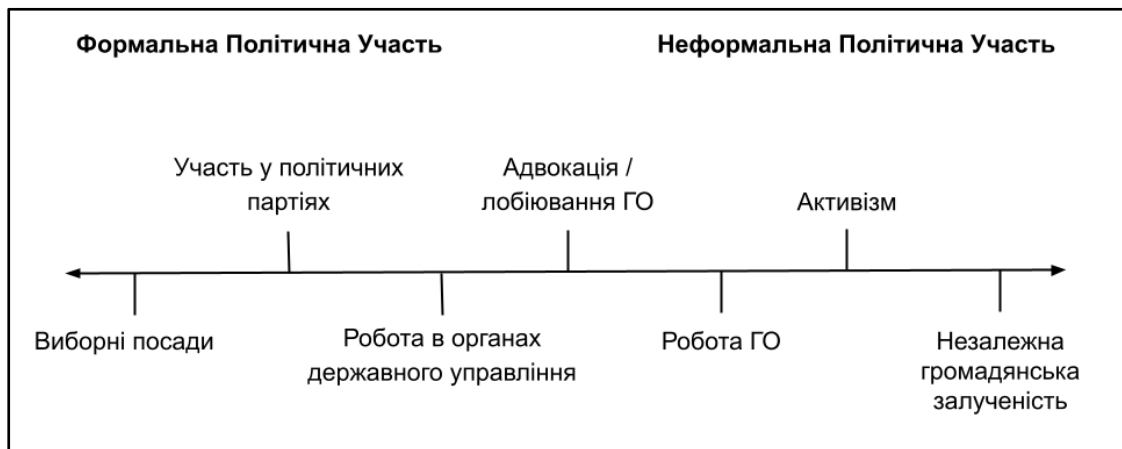 Формальна Політична Участь
Неформальна Політична Участь
Участь у політичних
партіях
Адвокація /
лобіювання ГО
Активізм
Виборні посади
Робота в органах
державного управління
Робота ГО
Незалежна
громадянська
залученість